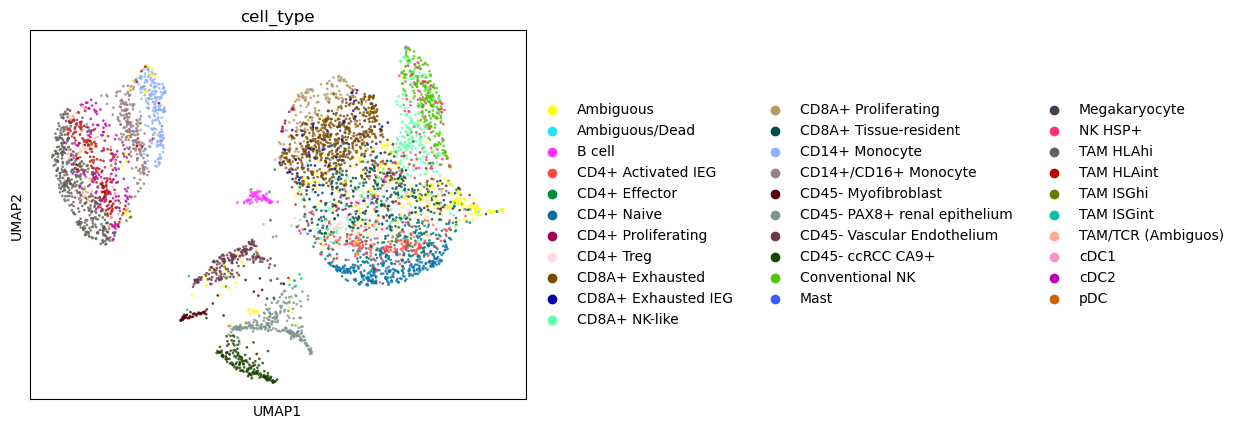 cell_type
UMAP2
UMAP1
Ambiguous
Ambiguous/Dead
B cell
CD4+ Activated IEG
CD4+ Effector
CD4+ Naive
CD4+ Proliferating
CD4+ Treg
CD8A+ Exhausted
CD8A+ Exhausted IEG
CD8A+ NK-like
CD8A+ Proliferating
CD8A+ Tissue-resident
CD14+ Monocyte
CD14+/CD16+ Monocyte
CD45- Myofibroblast
CD45- PAX8+ renal epithelium
CD45- Vascular Endothelium
CD45- ccRCC CA9+
Conventional NK
Mast
Megakaryocyte
NK HSP+
TAM HLAhi
TAM HLAint
TAM ISGhi
TAM ISGint
TAM/TCR (Ambiguos)
cDC1
cDC2
pDC